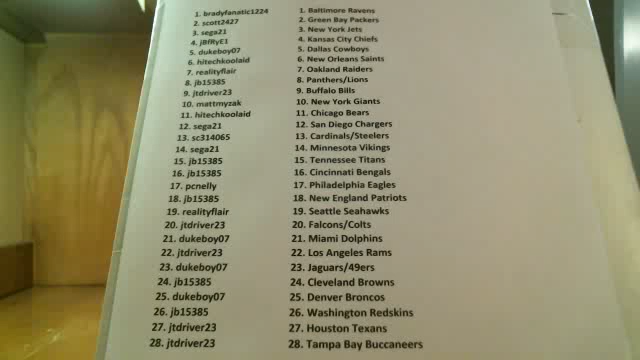 1. bradyfanatic1224 1. Baltimore Ravens
2. scott2427 2. Green Bay Packers
3. sega21 3. New York Jets
4. jBfRyE1 4. Kansas City Chiefs
5. dukeboy07 5. Dallas Cowboys
6. hitechkoolaid 6. New Orleans Saints
7. realityflair 7. Oakland Raiders
8. jb15385 8. Panthers/Lions
9. jtdriver23 9. Buffalo Bills
10. mattmyzak 10. New York Giants
11. hitechkoolaid 11. Chicago Bears
12. sega21 12. San Diego Chargers
13. sc314065 13. Cardinals/Steelers
14. sega21 14. Minnesota Vikings
15. jb15385 15. Tennessee Titans
16. jb15385 16. Cincinnati Bengals
17. pcnelly 17. Philadelphia Eagles
18. jb15385 18. New England Patriots
19. realityflair 19. Seattle Seahawks
20. jtdriver23 20. Falcons/Colts
21. dukeboy07 21. Miami Dolphins
22. jtdriver23 22. Los Angeles Rams
23. dukeboy07 23. Jaguars/49ers
24. jb15385 24. Cleveland Browns
25. dukeboy07 25. Denver Broncos
26. jb15385 26. Washington Redskins
27. jtdriver23 27. Houston Texans
28. jtdriver23 28. Tampa Bay Buccaneers